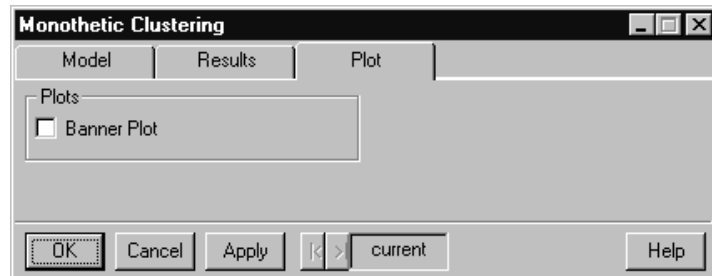 Monothetic Clustering
Model Results Plot
Plots
Banner Plot
OK Cancel Apply current Help